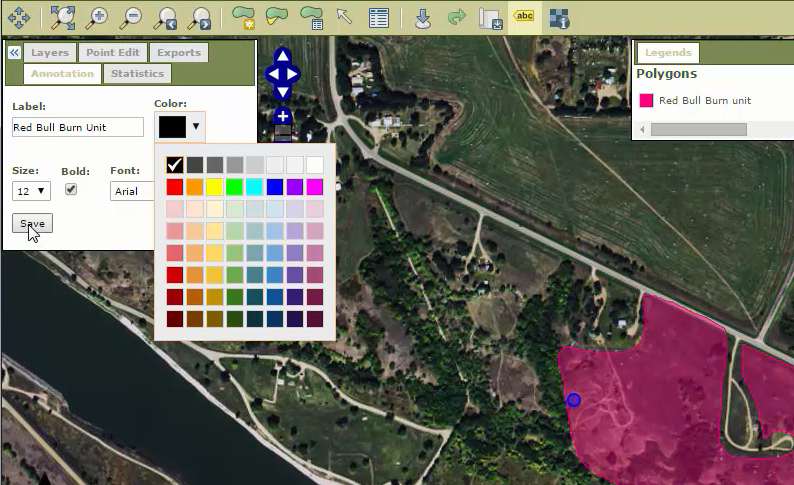 abc
« Layers Point Edit Exports
Annotation Statistics
Label:
Red Bull Burn Unit
Color:
Size:
12
Bold:
Font:
Arial
Save
Legends
Polygons
Red Bull Burn unit